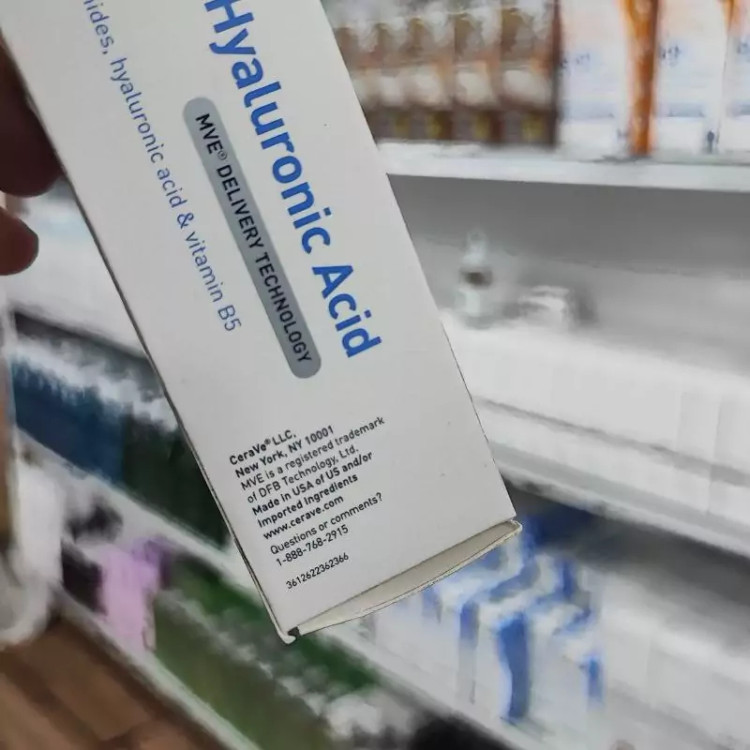 Hyaluronic Acid
MVE® DELIVERY TECHNOLOGY
hyaluronic acid & vitamin B5
CeraVe® LLC,
New York, NY 10001
MVE is a registered trademark
of DFB Technology, Ltd.
Made in USA of US and/or
Imported Ingredients
www.cerave.com
Questions or comments?
1-888-768-2915
3612622362366